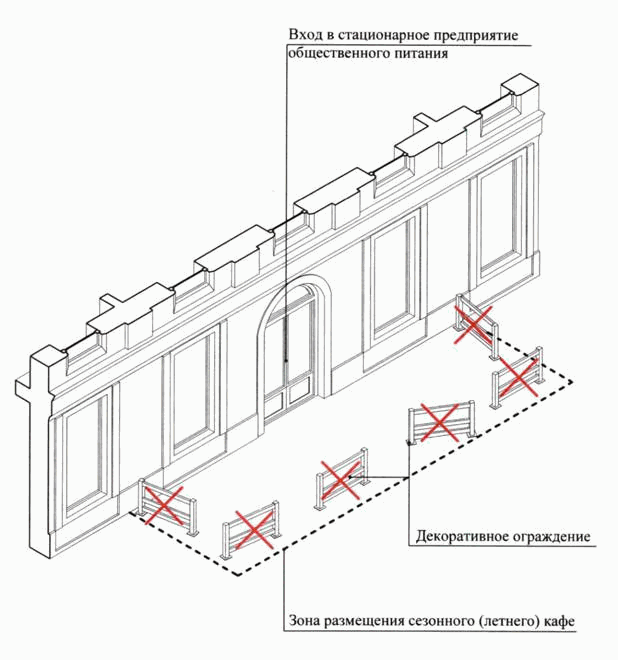 Вход в стационарное предприятие
общественного питания
Декоративное ограждение
Зона размещения сезонного (летнего) кафе